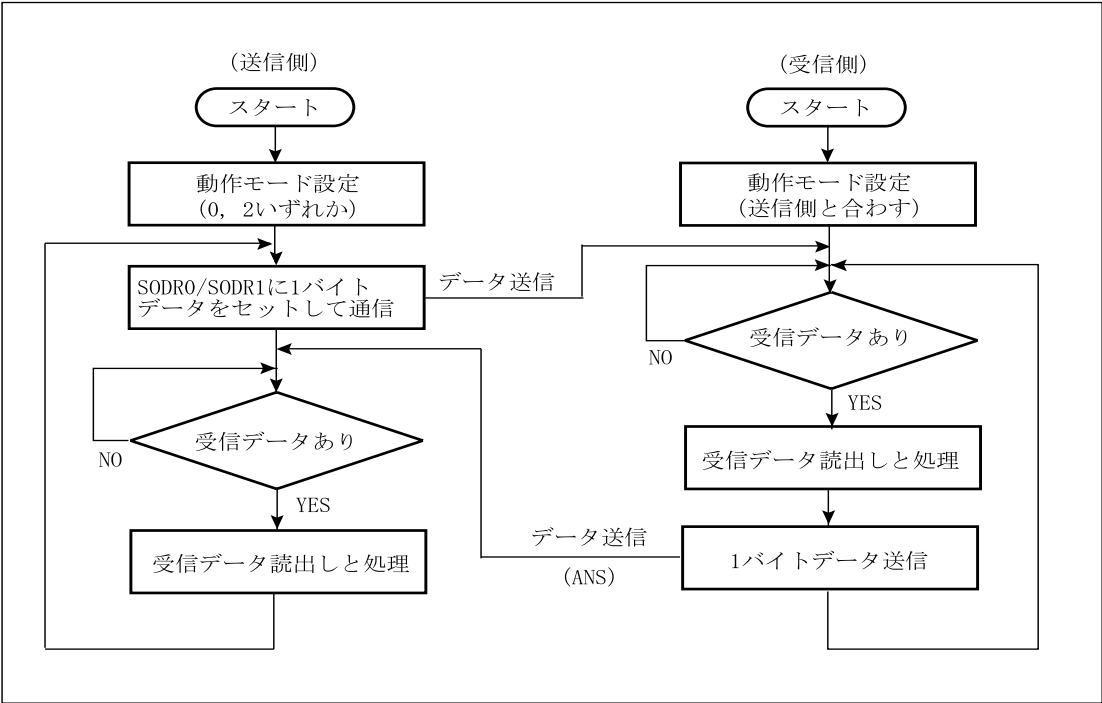 (送信側)
スタート
動作モード設定
(0, 2いずれか)
SODR0/SODR1に1バイト
データをセットして通信
データ送信
受信データあり
NO
YES
受信データ読出しと処理
(受信側)
スタート
動作モード設定
(送信側と合わす)
受信データあり
NO
YES
受信データ読出しと処理
1バイトデータ送信
データ送信
(ANS)